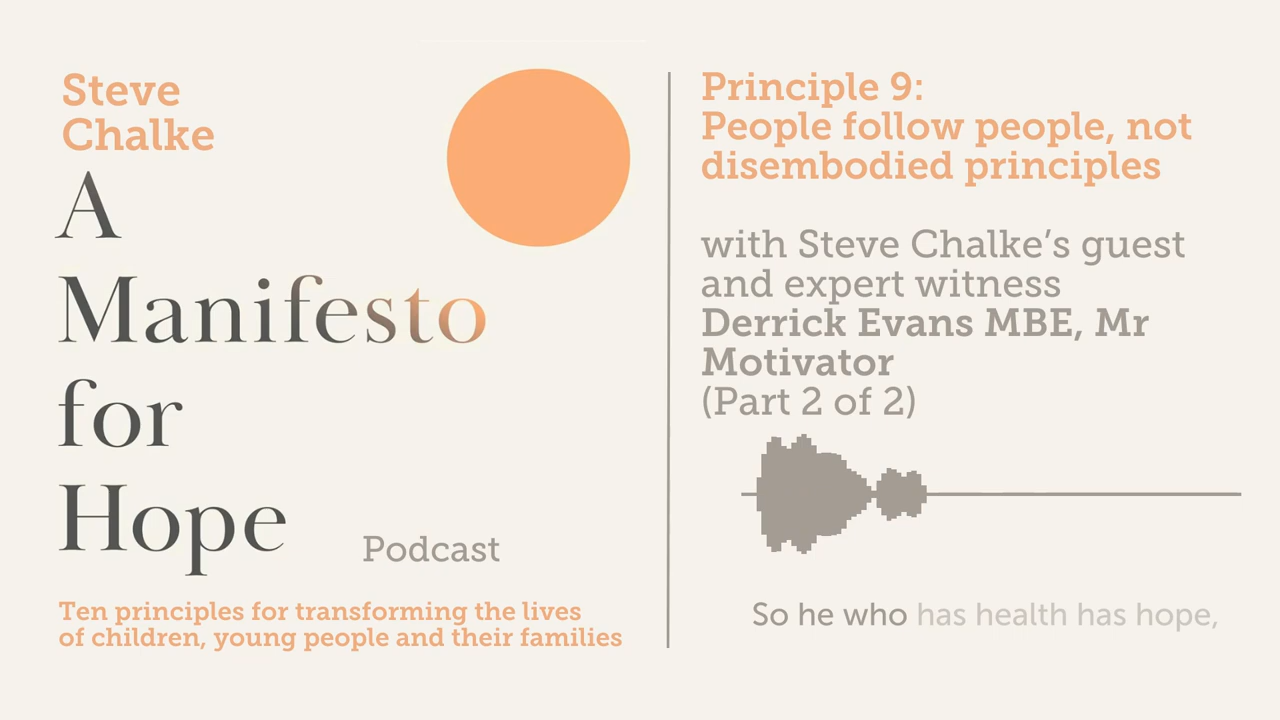 Steve
Chalke
A
Manifesto
for
Hope
Podcast
Ten principles for transforming the lives
of children, young people and their families
Principle 9:
People follow people, not
disembodied principles
with Steve Chalke’s guest
and expert witness
Derrick Evans MBE, Mr
Motivator
(Part 2 of 2)
So he who has health has hope,